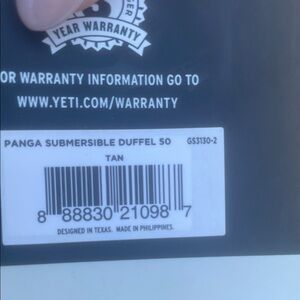 YEAR WARRANTY
OR WARRANTY INFORMATION GO TO
WWW.YETI.COM/WARRANTY
PANGA SUBMERSIBLE DUFFEL 50 GS3130-2
TAN
8 88830 21098 7
DESIGNED IN TEXAS. MADE IN PHILIPPINES.